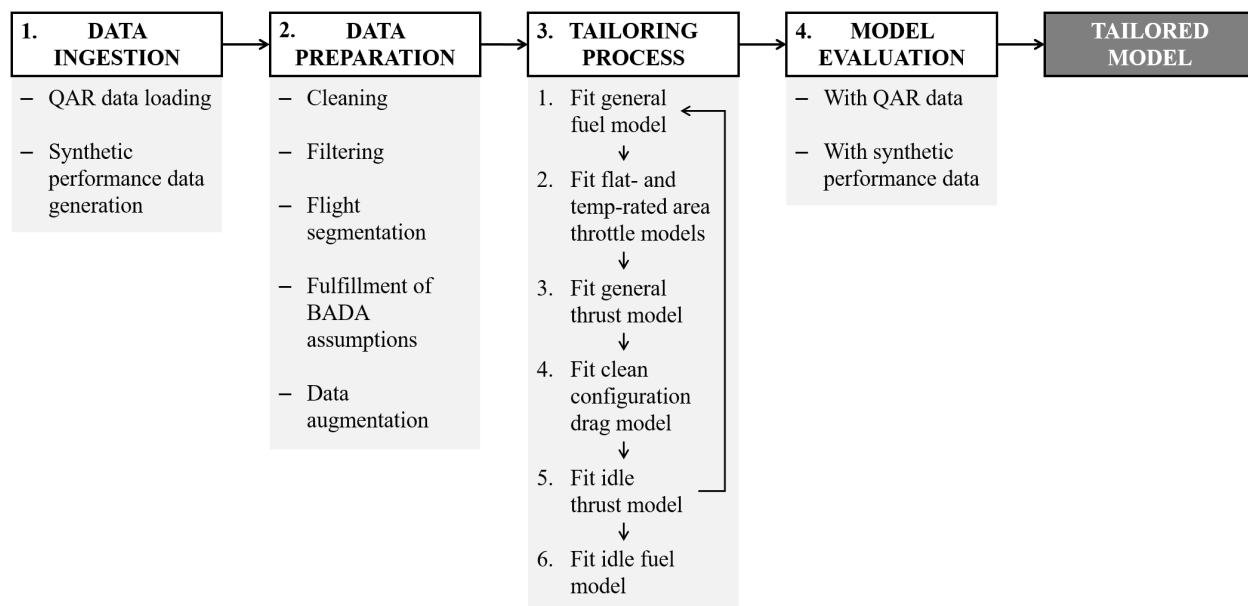 1. DATA
INGESTION
– QAR data loading
– Synthetic
performance data
generation
2. DATA
PREPARATION
– Cleaning
– Filtering
– Flight
segmentation
– Fulfillment of
BADA
assumptions
– Data
augmentation
3. TAILORING
PROCESS
1. Fit general
fuel model
2. Fit flat- and
temp-rated area
throttle models
3. Fit general
thrust model
4. Fit clean
configuration
drag model
5. Fit idle
thrust model
6. Fit idle fuel
model
4. MODEL
EVALUATION
– With QAR data
– With synthetic
performance data
TAILORED
MODEL